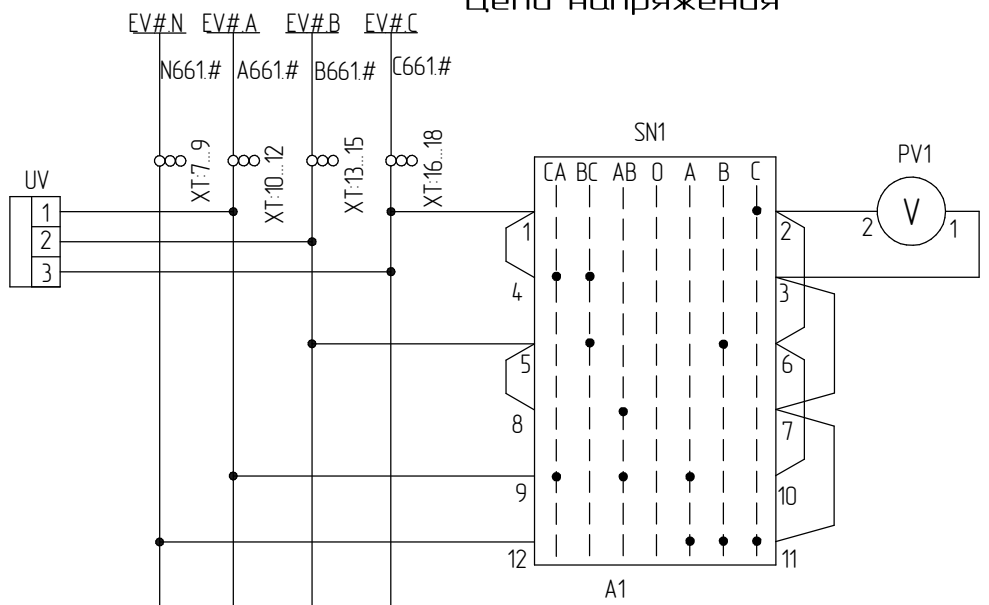 Цепи напряжения
EV#.N EV#.A EV#.B EV#.C
N661.# A661.# B661.# C661.#
XT:7...9
XT:10...12
XT:13...15
XT:16...18
SN1
PV1
UV
CA BC AB 0 A B C
1
2
3
1
2
2
V
1
4
3
5
6
8
7
9
10
12
11
A1